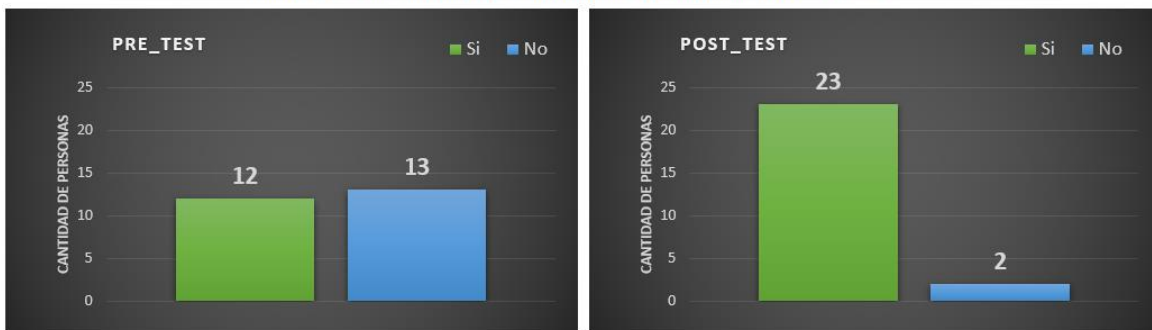 PRE_TEST
Si No
CANTIDAD DE PERSONAS
25
20
15
10
5
0
12
13
POST_TEST
Si No
CANTIDAD DE PERSONAS
25
20
15
10
5
0
23
2